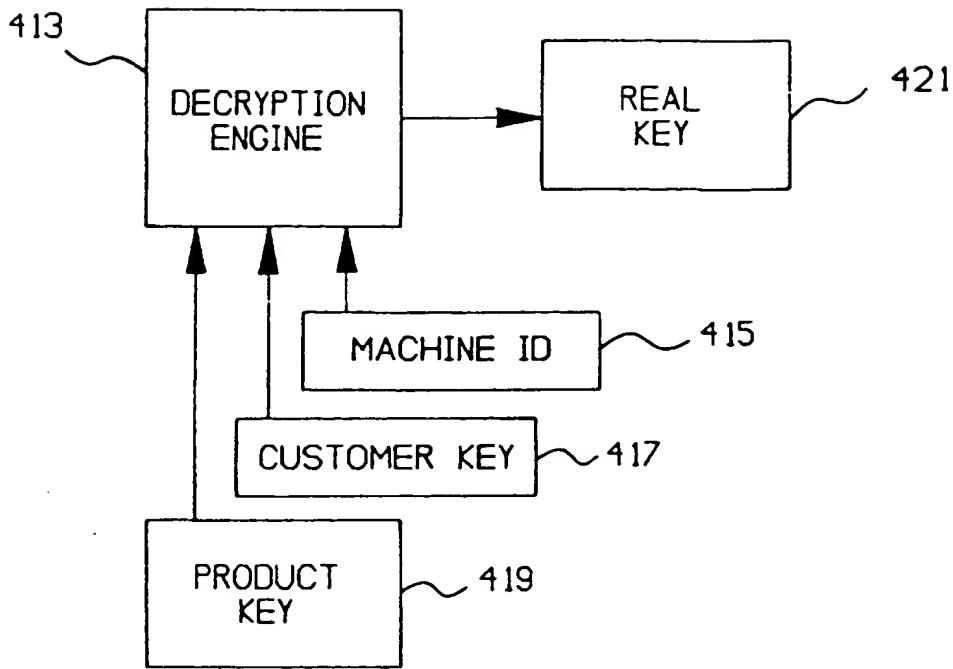 413
DECRYPTION
ENGINE
REAL
KEY
421
MACHINE ID
415
CUSTOMER KEY
417
PRODUCT
KEY
419